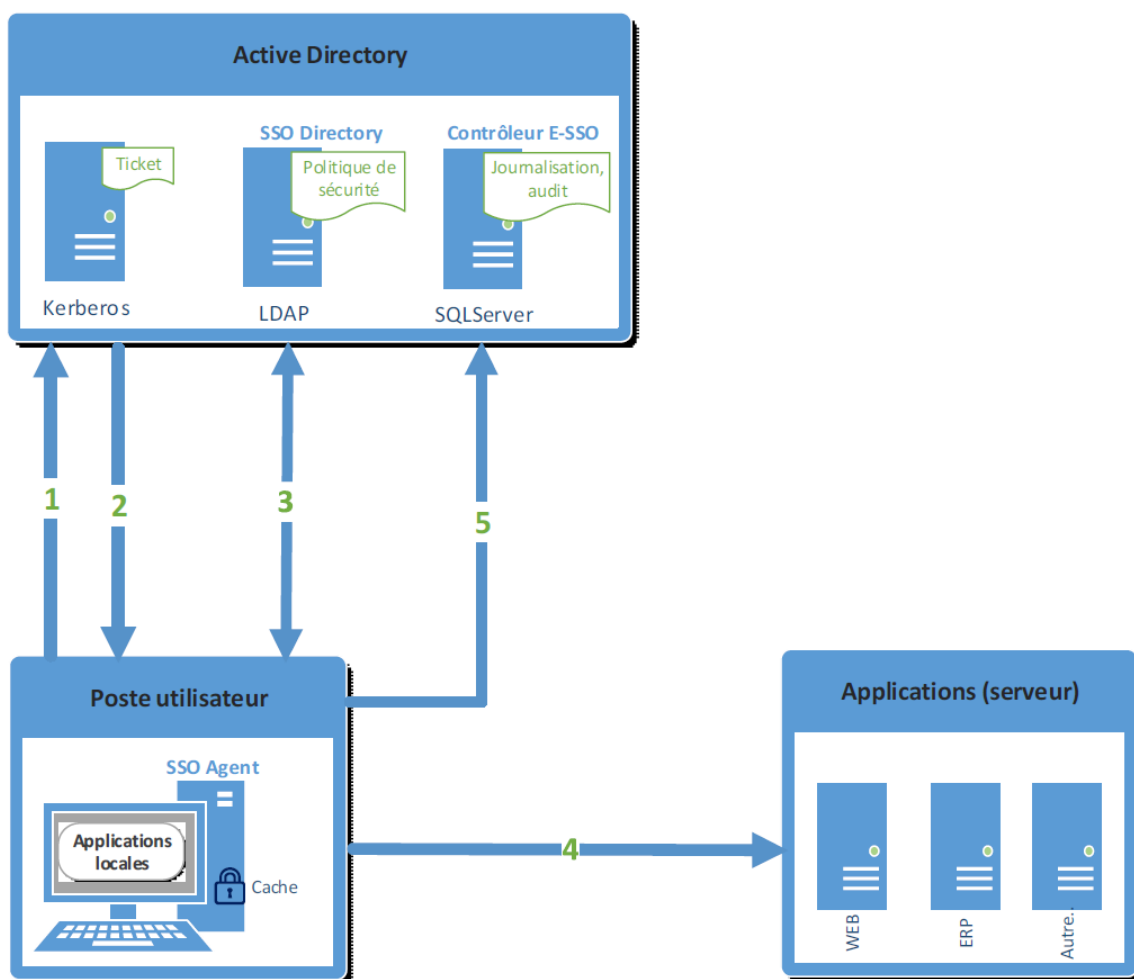 Active Directory
SSO Directory
Contrôleur E-SSO
Ticket
Politique de
sécurité
Journalisation,
audit
Kerberos
LDAP
SQLServer
1
2
3
5
Poste utilisateur
SSO Agent
Applications
locales
Cache
4
Applications (serveur)
WEB
ERP
Autre..